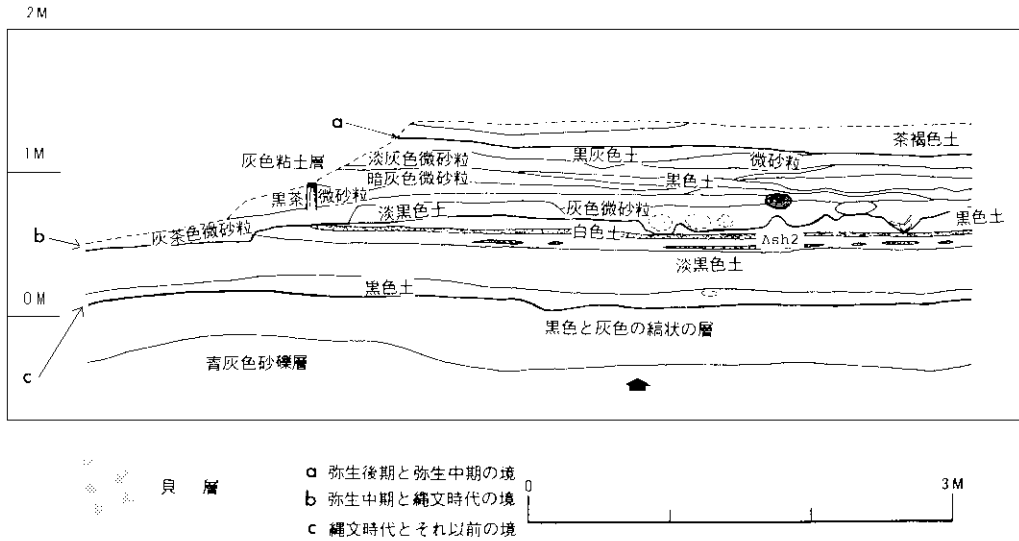 2M
a
1M
茶褐色土
灰色粘土層
淡灰色微砂粒
黒灰色土
微砂粒
暗灰色微砂粒
黒色土
黒茶
微砂粒
淡黒色土
灰色微砂粒
黒色土
b
灰茶色微砂粒
白色土
Ash2
淡黒色土
0M
黒色土
黒色と灰色の縞状の層
青灰色砂礫層
c
貝層
a 弥生後期と弥生中期の境
b 弥生中期と縄文時代の境
c 縄文時代とそれ以前の境
0
3M